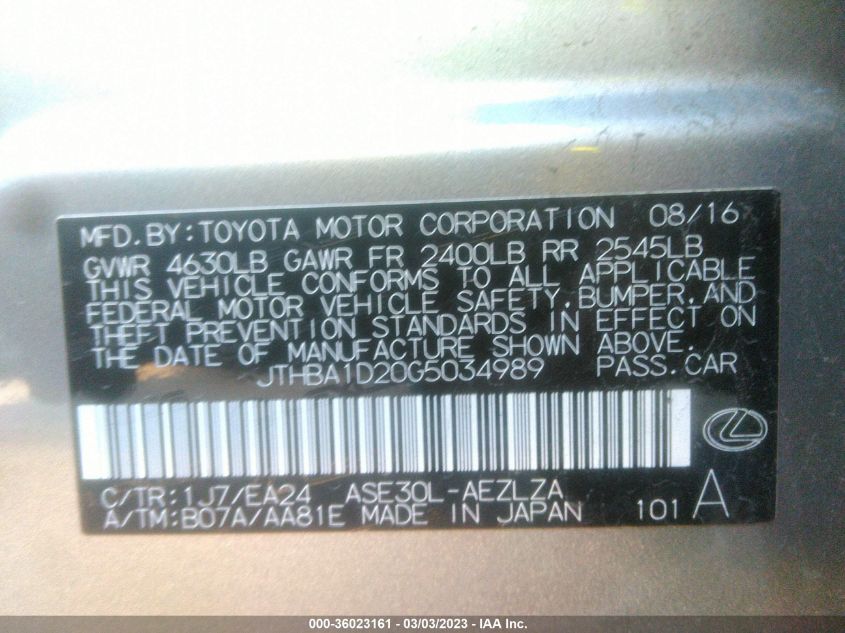 MFD.BY:TOYOTA MOTOR CORPORATION 08/16
GVWR 4630LB GAWR FR 2400LB RR 2545LB
THIS VEHICLE CONFORMS TO ALL APPLICABLE
FEDERAL MOTOR VEHICLE SAFETY,BUMPER,AND
THEFT PREVENTION STANDARDS IN EFFECT ON
THE DATE OF MANUFACTURE SHOWN ABOVE.
JTHBA1D20G5034989 PASS.CAR
C/TR:1J7/EA24 ASE30L-AEZLZA
A/TM:B07A/AA81E MADE IN JAPAN 101 A
000-36023161 - 03/03/2023 - IAA Inc.